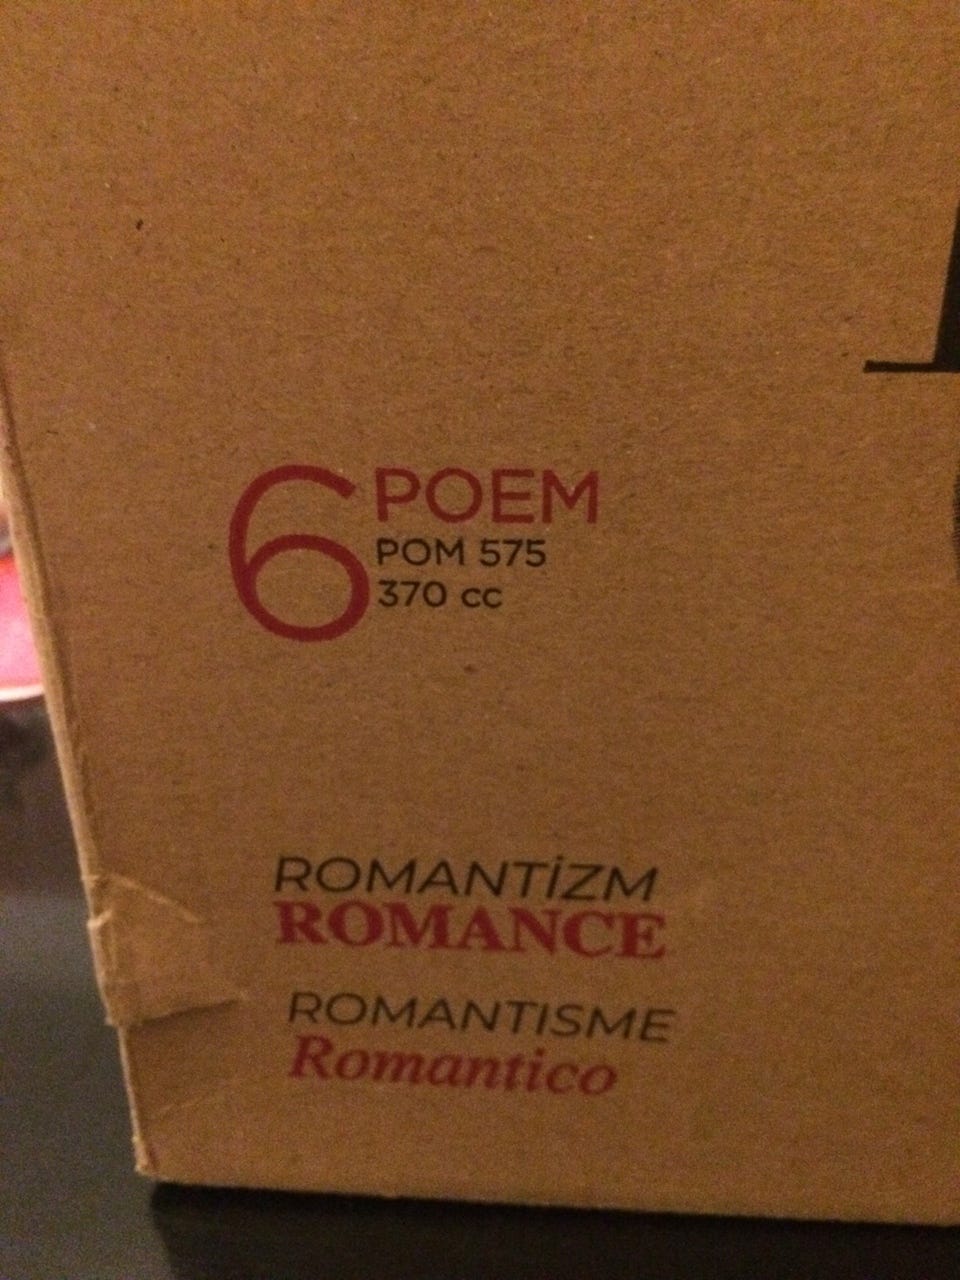 6 POEM
POM 575
370 cc
ROMANTİZM
ROMANCE
ROMANTISME
Romantico